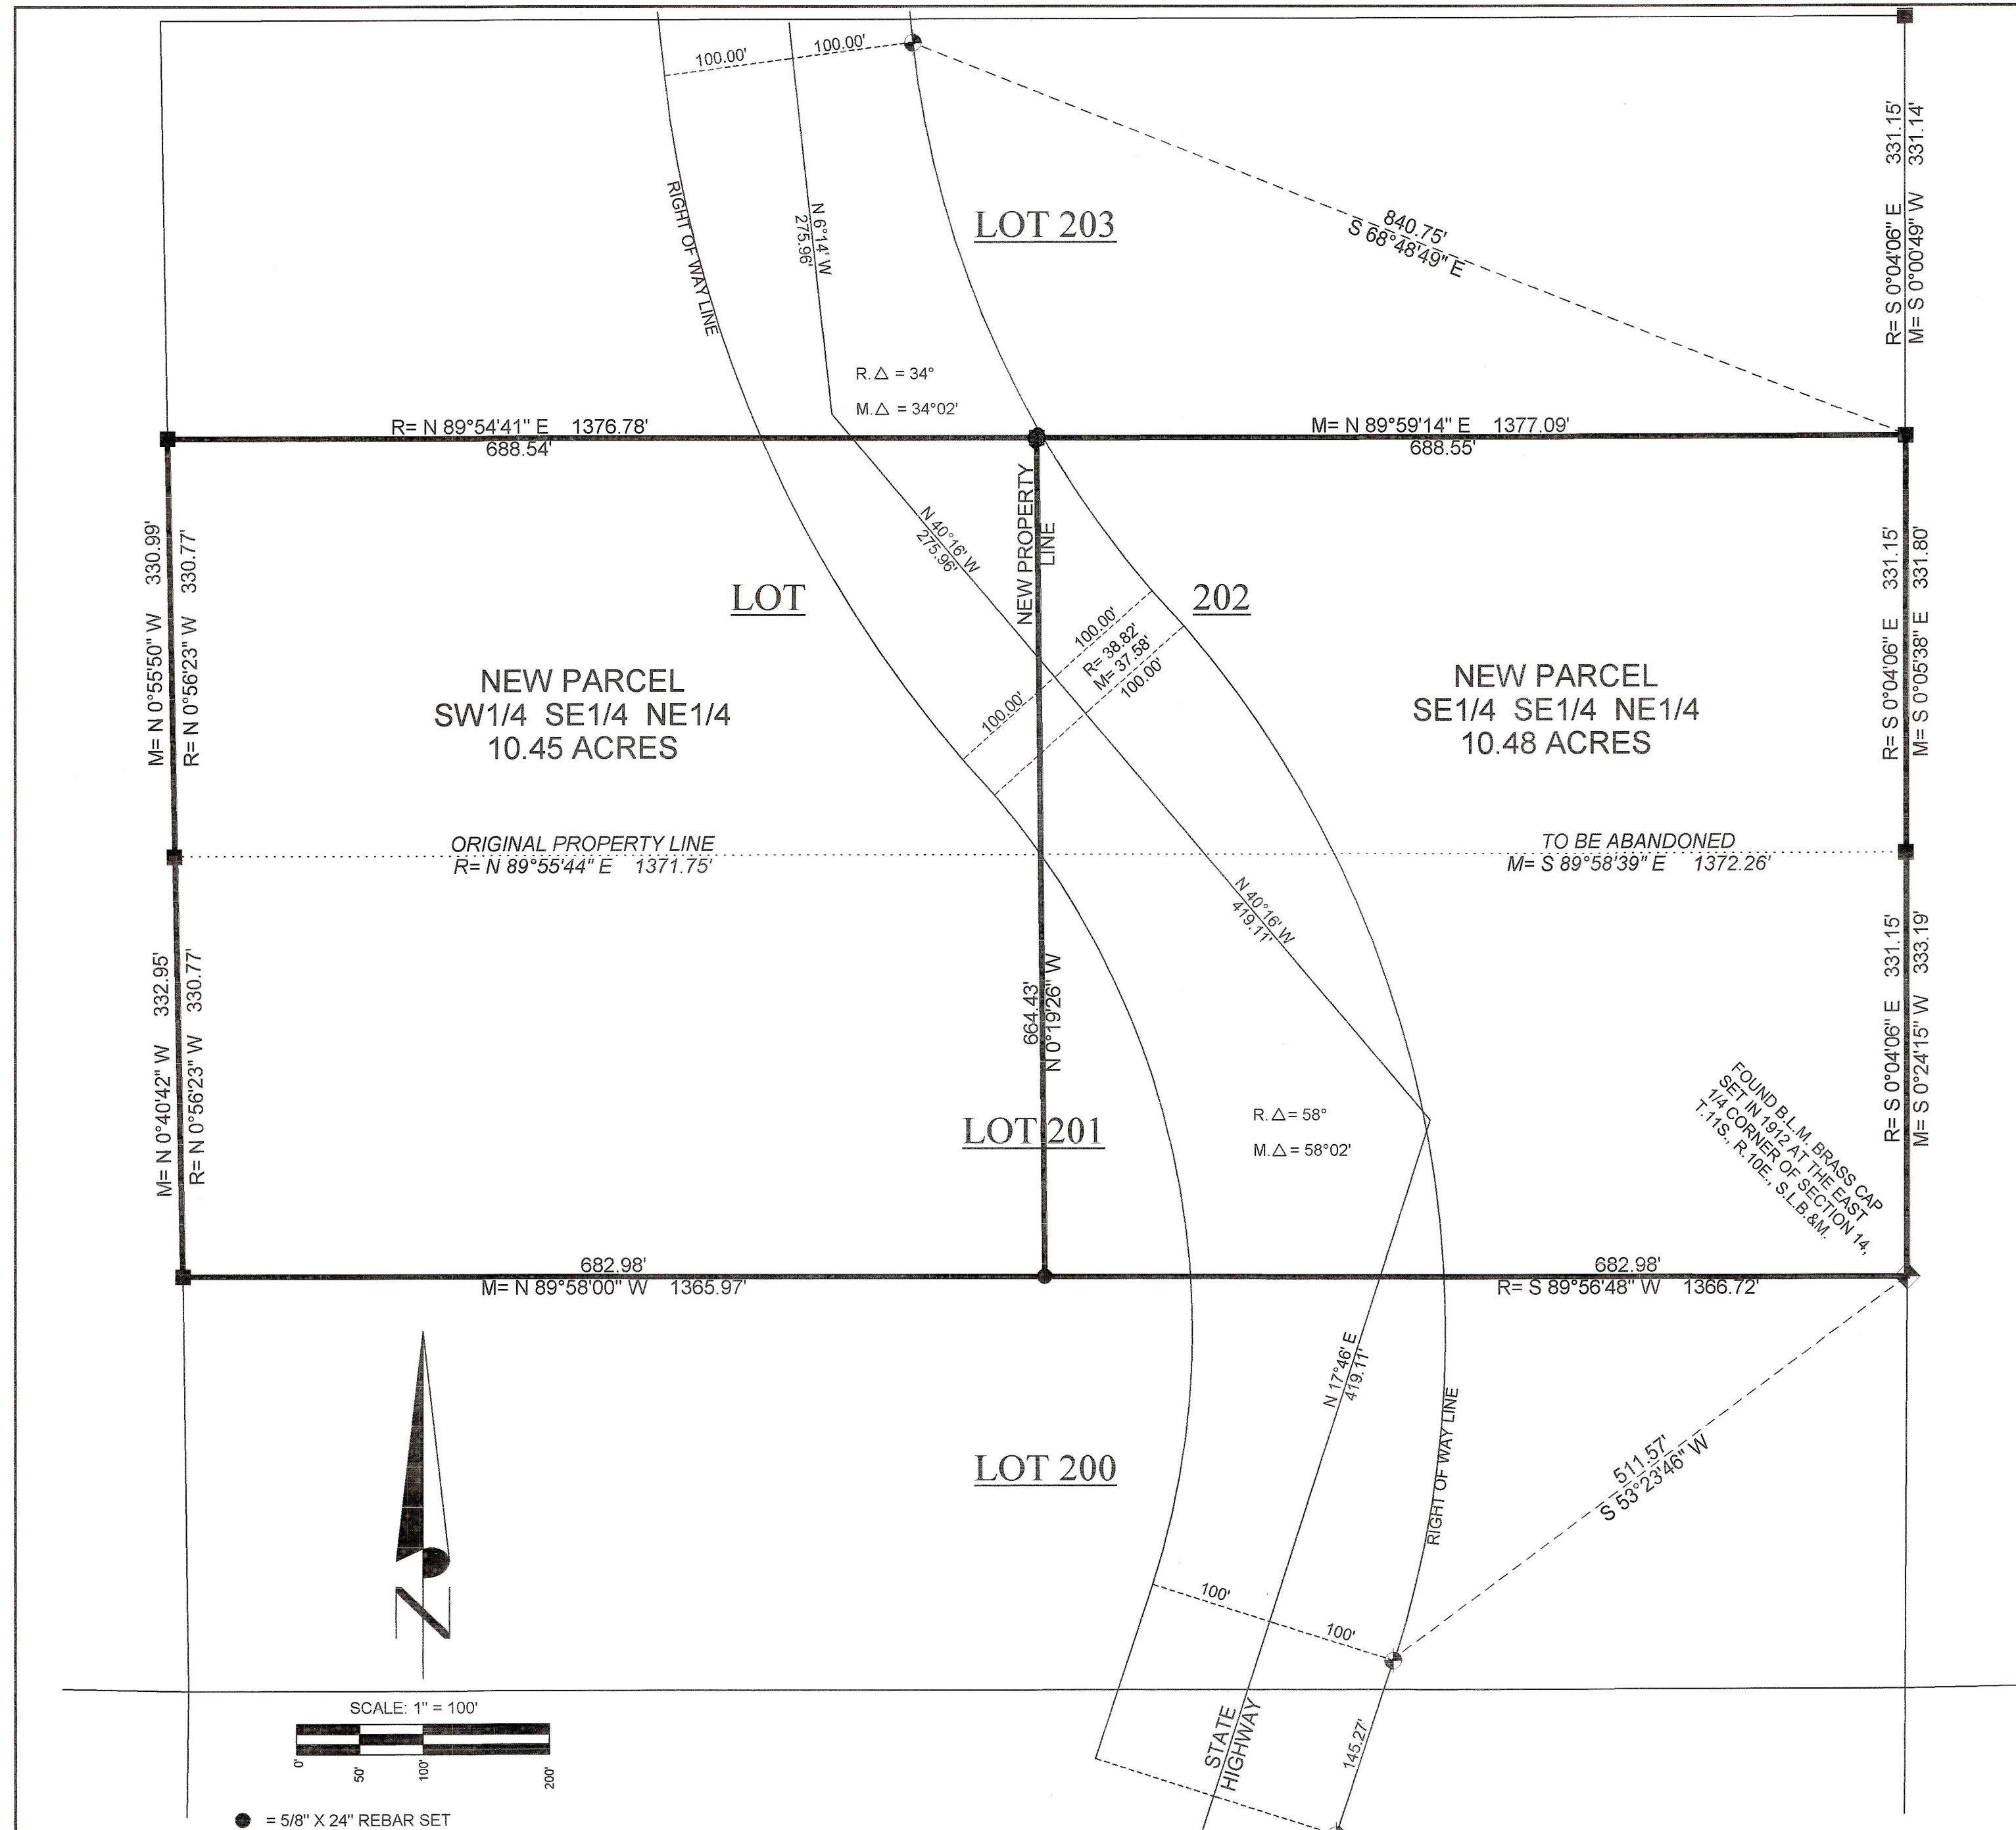 100.00'
100.00'
RIGHT OF WAY LINE
N 6°14' W
275.96'
LOT 203
840.75'
S 68°48'49" E
R= S 0°04'06" E 331.15'
M= S 0°00'49" W 331.14'
R.△ = 34°
M.△ = 34°02'
R= N 89°54'41" E 1376.78'
688.54'
M= N 89°59'14" E 1377.09'
688.55'
M= N 0°55'50" W 330.99'
R= N 0°56'23" W 330.77'
N 40°16' W
275.96'
NEW PROPERTY
LINE
LOT
202
100.00'
R= 38.82'
M= 37.58'
100.00'
100.00'
NEW PARCEL
SW1/4 SE1/4 NE1/4
10.45 ACRES
NEW PARCEL
SE1/4 SE1/4 NE1/4
10.48 ACRES
R= S 0°04'06" E 331.15'
M= S 0°05'38" E 331.80'
ORIGINAL PROPERTY LINE
R= N 89°55'44" E 1371.75'
TO BE ABANDONED
M= S 89°58'39" E 1372.26'
N 40°16' W
419.11'
M= N 0°40'42" W 332.95'
R= N 0°56'23" W 330.77'
664.43'
N 0°19'26" W
R= S 0°04'06" E 331.15'
M= S 0°24'15" W 333.19'
LOT 201
R.△= 58°
M.△= 58°02'
FOUND B.L.M. BRASS CAP
SET IN 1912 AT THE EAST
1/4 CORNER OF SECTION 14,
T.11S., R.10E., S.L.B.&M.
682.98'
M= N 89°58'00" W 1365.97'
682.98'
R= S 89°56'48" W 1366.72'
N 17°46' E
419.11'
RIGHT OF WAY LINE
LOT 200
511.57'
S 53°23'46" W
100'
100'
N
STATE
HIGHWAY
145.27'
SCALE: 1" = 100'
0'
50'
100'
200'
= 5/8" X 24" REBAR SET